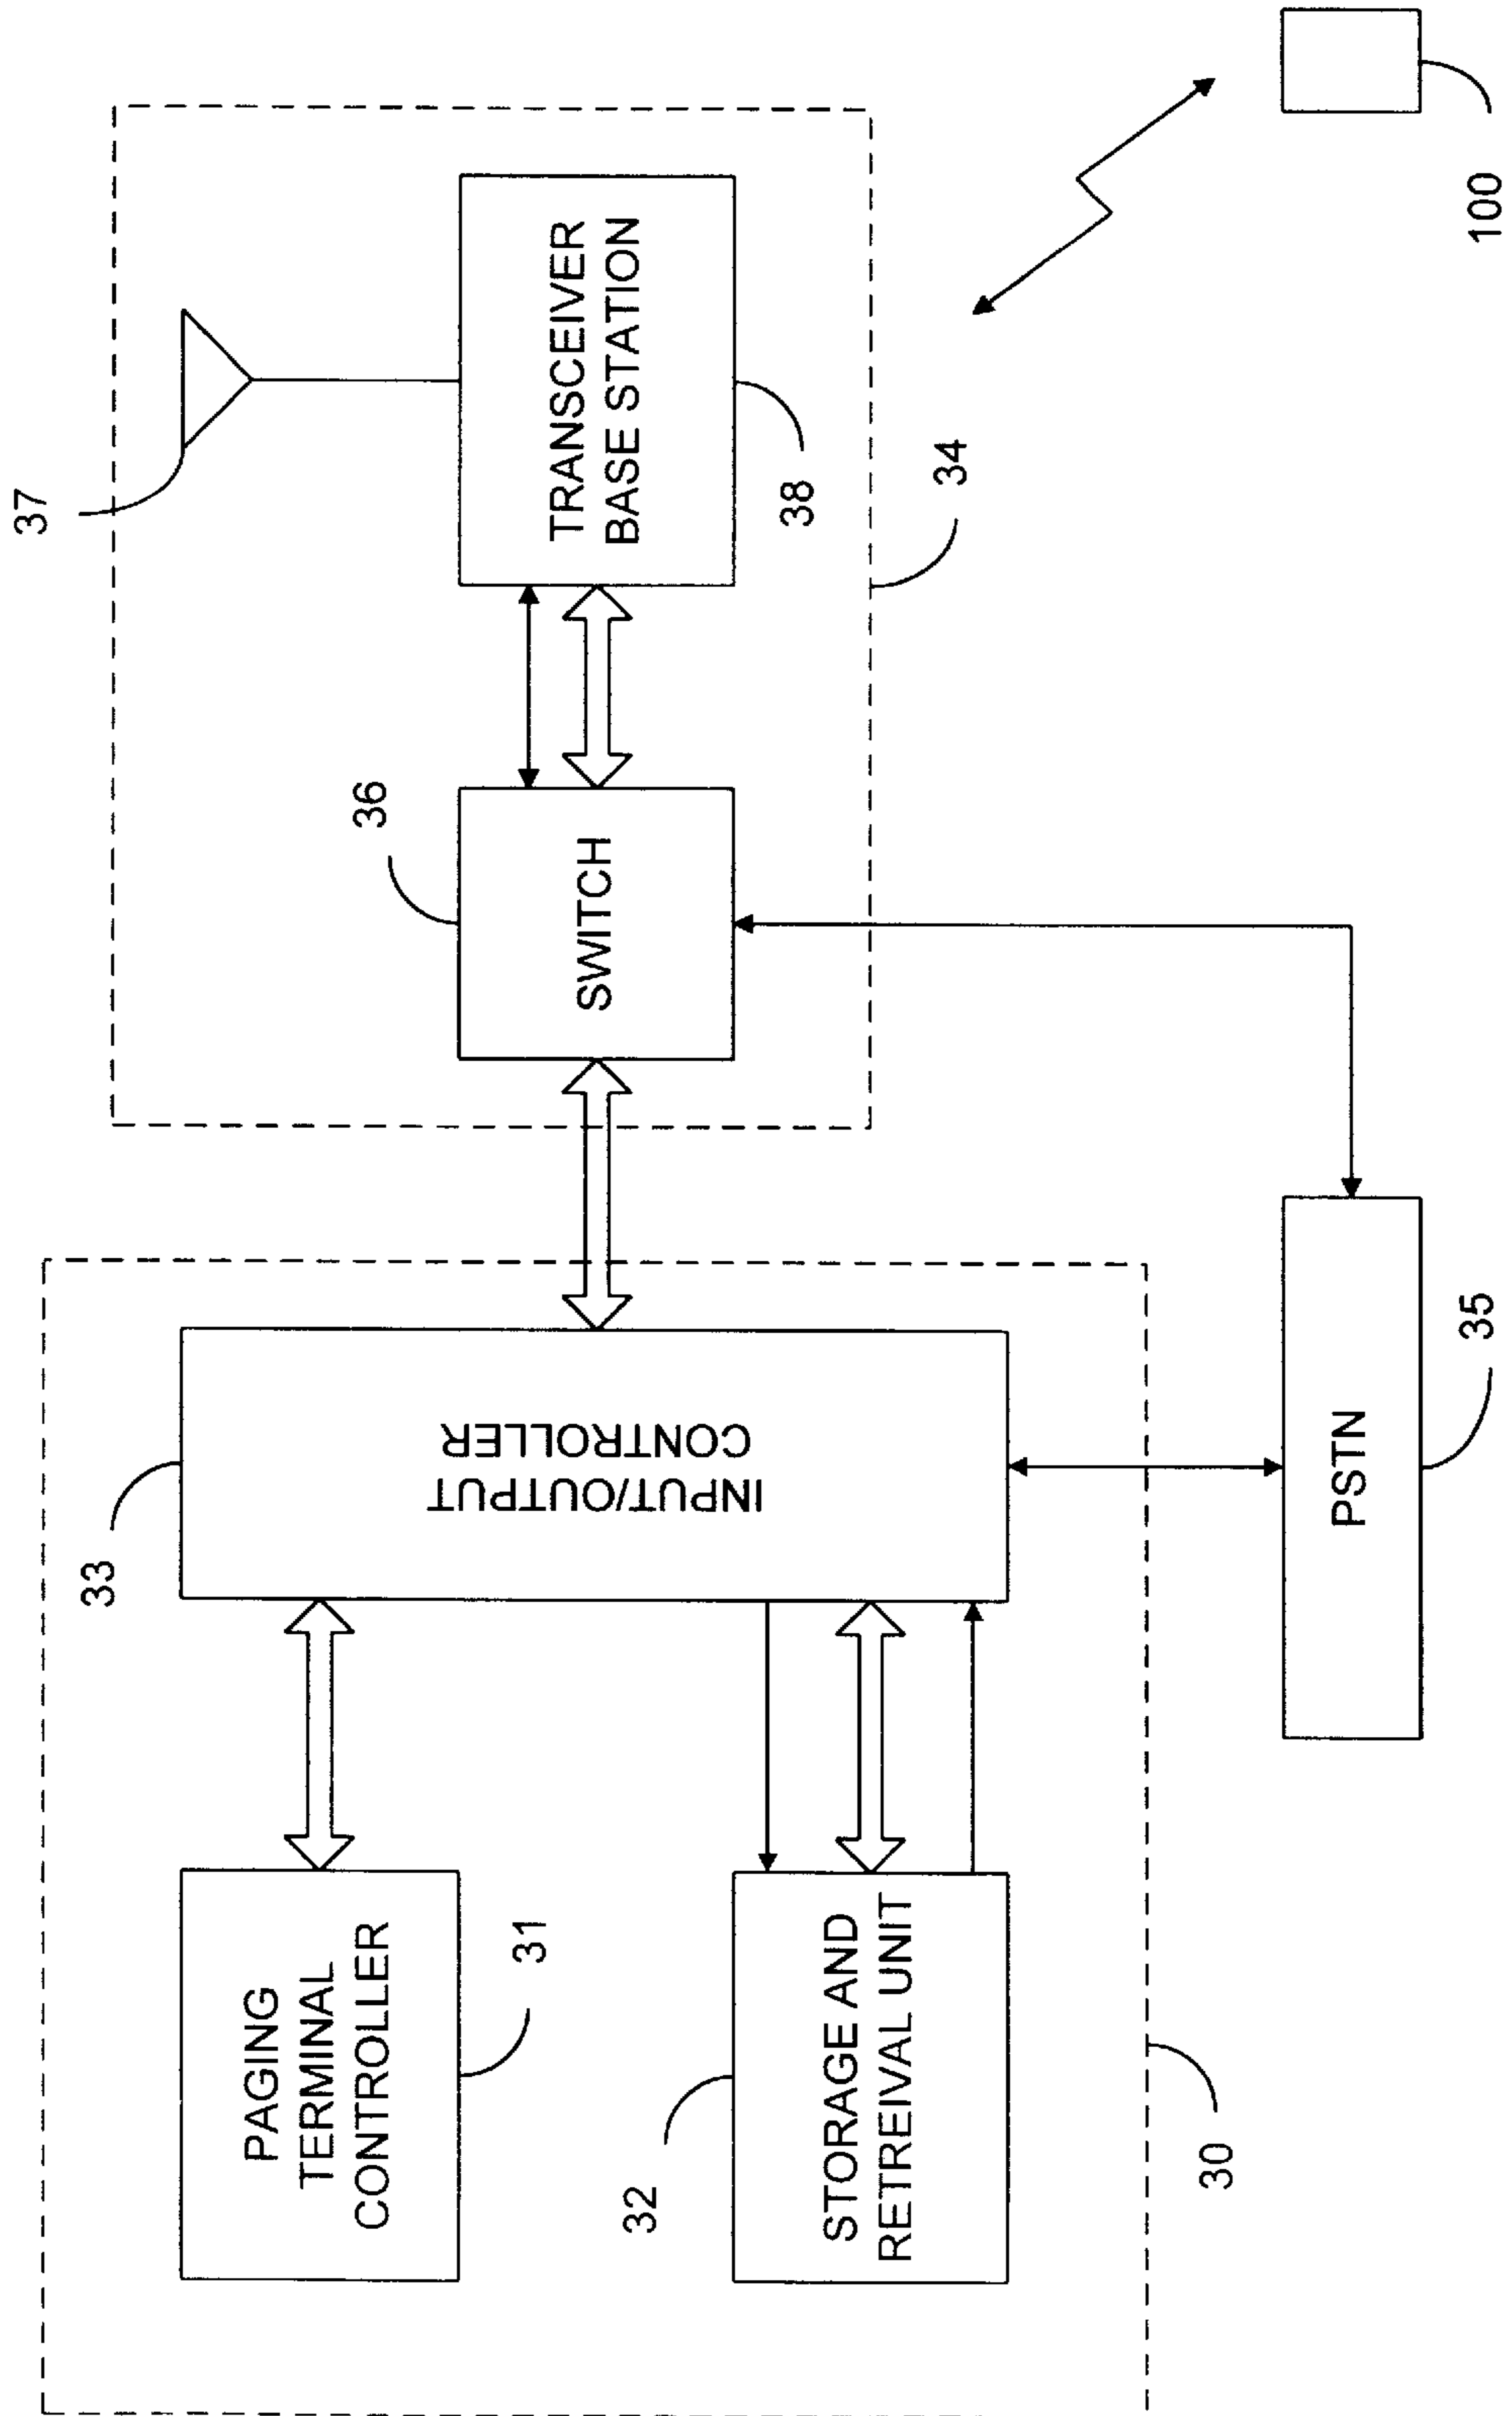 37
36
TRANSCEIVER
BASE STATION
38
SWITCH
34
100
33
INPUT/OUTPUT
CONTROLLER
PAGING
TERMINAL
CONTROLLER
31
32
STORAGE AND
RETREIVAL UNIT
30
PSTN
35